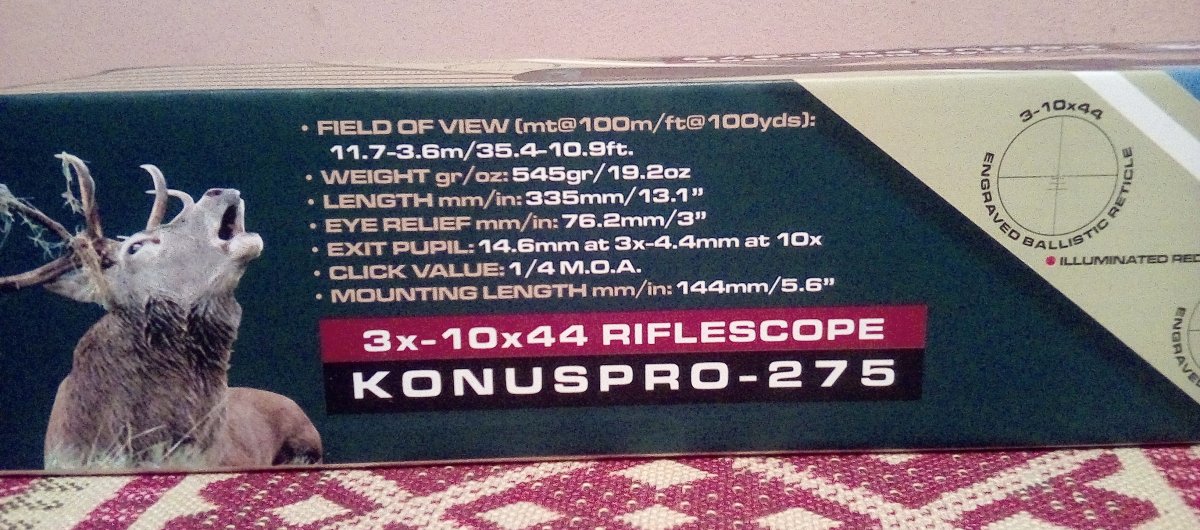 • FIELD OF VIEW (mt@100m/ft@100yds):
11.7-3.6m/35.4-10.9ft.
• WEIGHT gr/oz: 545gr/19.2oz
• LENGTH mm/in: 335mm/13.1”
• EYE RELIEF mm/in: 76.2mm/3”
• EXIT PUPIL: 14.6mm at 3x-4.4mm at 10x
• CLICK VALUE: 1/4 M.O.A.
• MOUNTING LENGTH mm/in: 144mm/5.6”
3x-10x44 RIFLESCOPE
KONUSPRO-275
3-10x44
ENGRAVED BALLISTIC RETICLE
ILLUMINATED RED